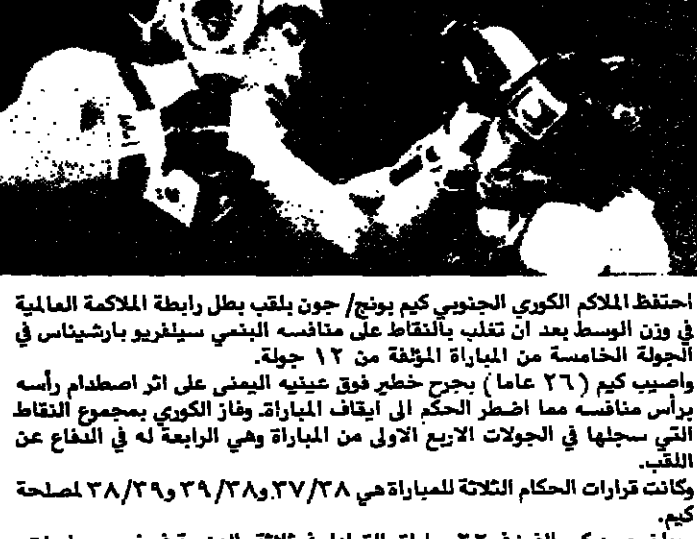 احتفظ الملاكم الكوري الجنوبي كيم بونج/ جون بلقب بطل رابطة الملاكمة العالمية
في وزن الوسط بعد ان تغلب بالنقاط على منافسه البنمي سيلفريو بارشيناس في
الجولة الخامسة من المباراة المؤلفة من ١٢ جولة.
واصيب كيم (٢٦ عاما) بجرح خطير فوق عينيه اليمنى على اثر اصطدام رأسه
برأس منافسه مما اضطر الحكم الى ايقاف المباراة. وفاز الكوري بمجموع النقاط
التي سجلها في الجولات الاربع الاولى من المباراة وهي الرابعة له في الدفاع عن
اللقب.
وكانت قرارات الحكام الثلاثة للمباراة هي ٣٧/٣٨ و٣٩/٣٨ و٣٨/٣٩ لمصلحة
كيم.